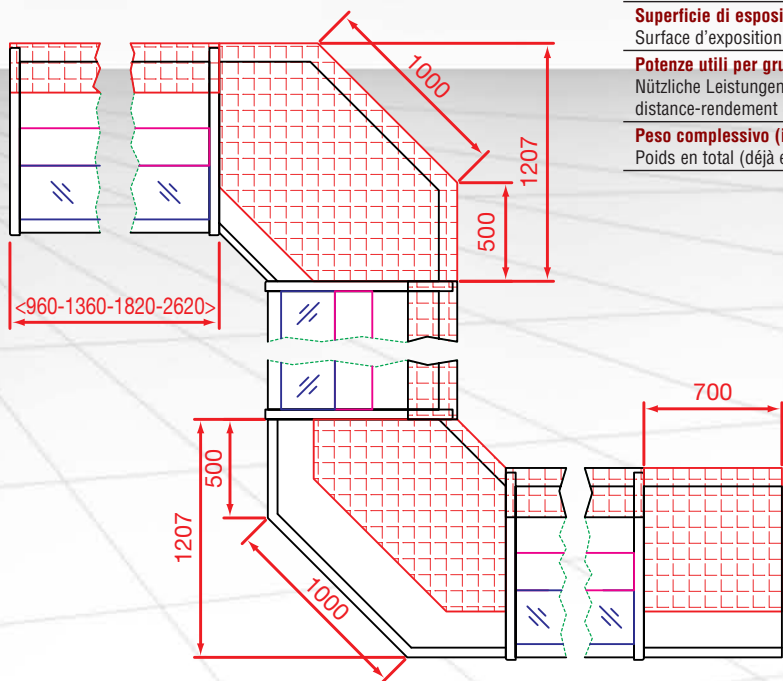 Superficie di esposi
Surface d'exposition
Potenze utili per gru
Nützliche Leistungen
distance-rendement
Peso complessivo (i
Poids en total (déjà e
1000
1207
500
<960-1360-1820-2620>
700
500
1207
1000